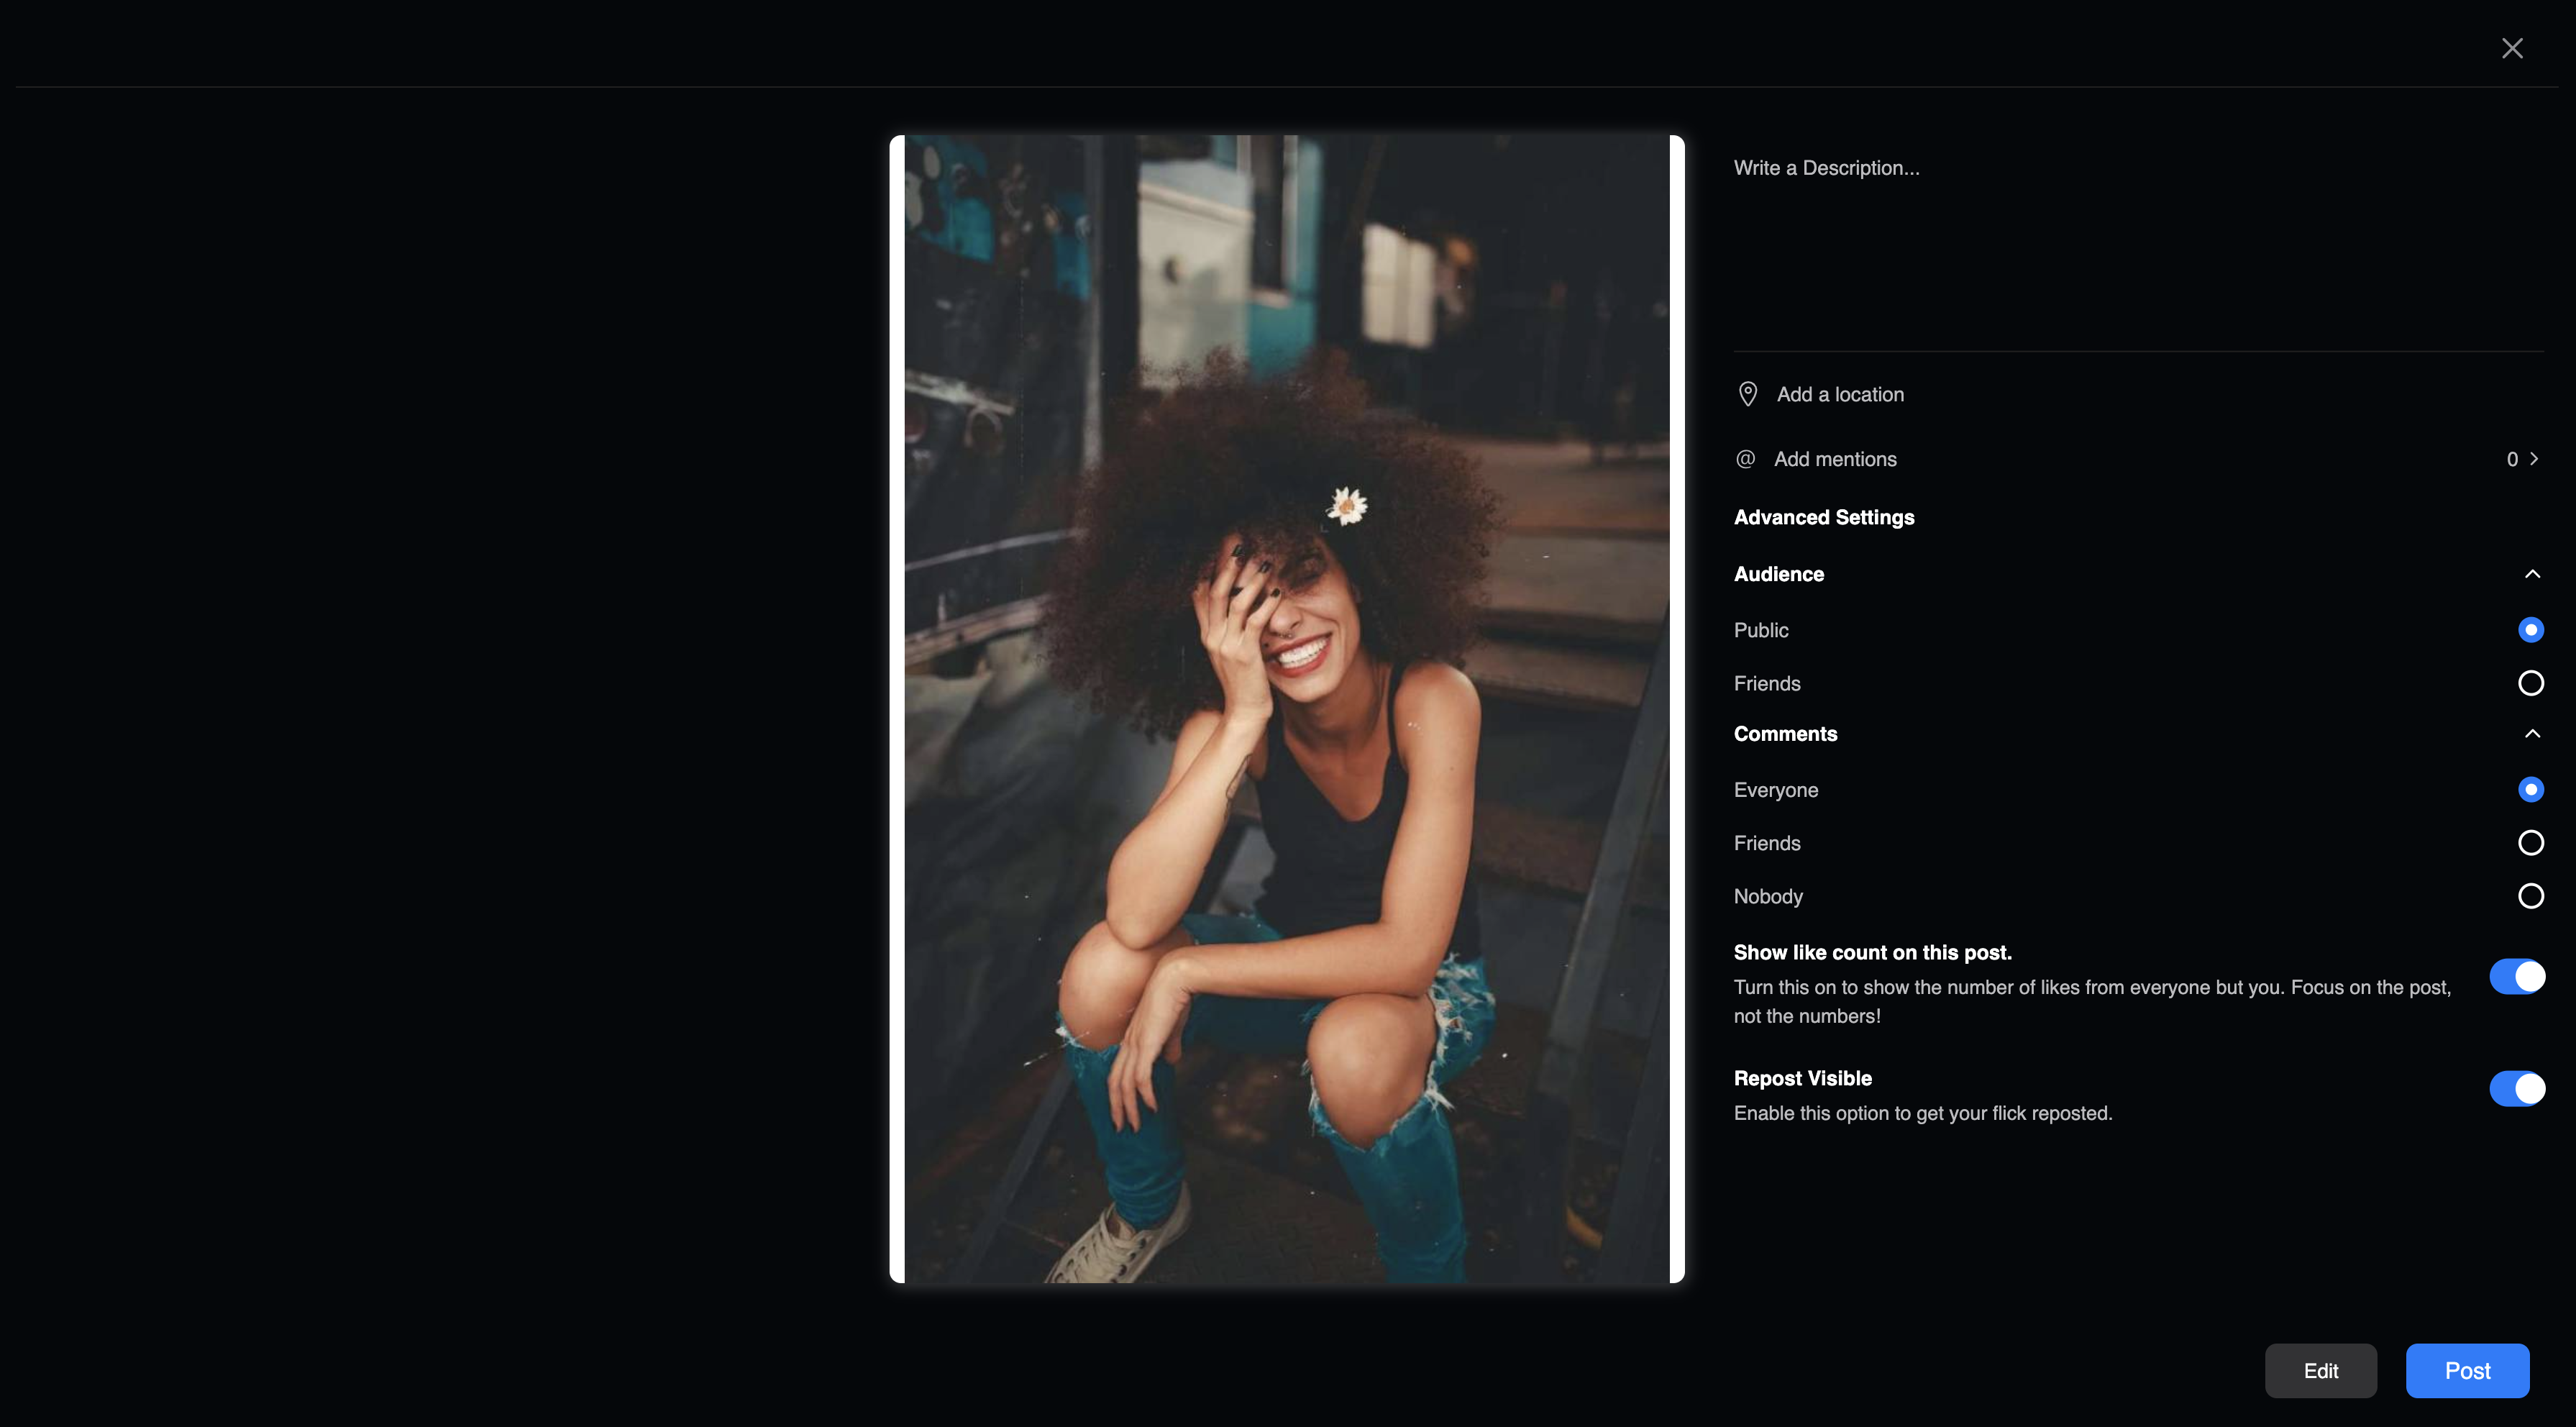 Write a Description...
Add a location
@ Add mentions 0
Advanced Settings
Audience
Public
Friends
Comments
Everyone
Friends
Nobody
Show like count on this post.
Turn this on to show the number of likes from everyone but you. Focus on the post,
not the numbers!
Repost Visible
Enable this option to get your flick reposted.
Edit
Post